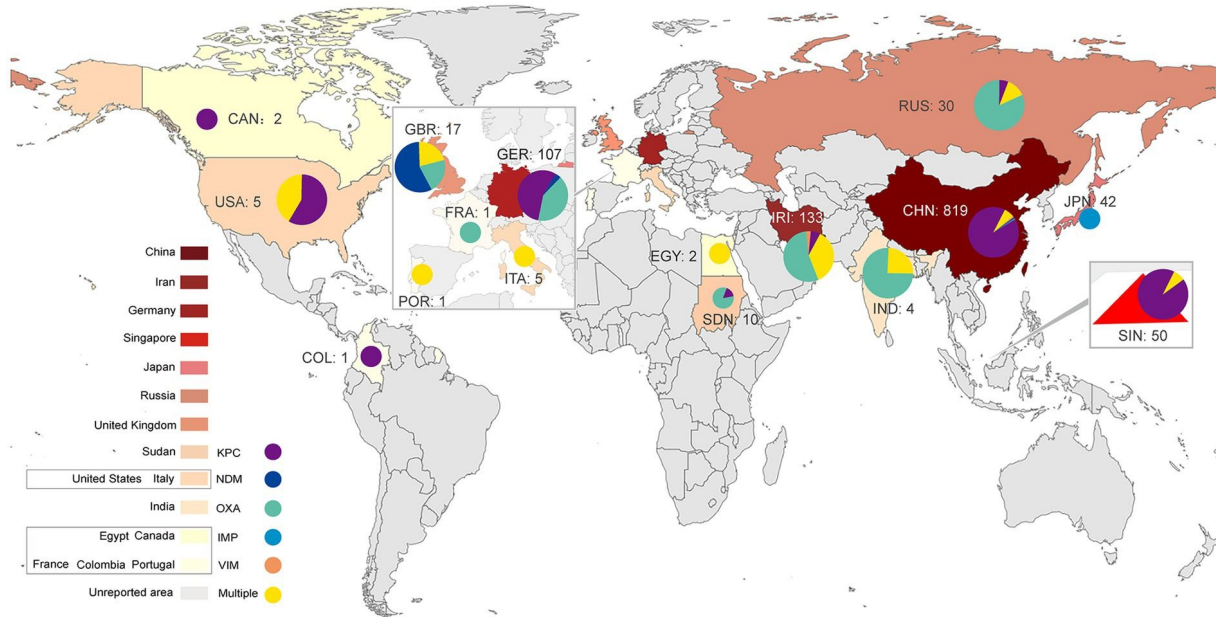 CAN: 2
USA: 5
GBR: 17
GER: 107
FRA: 1
ITA: 5
POR: 1
COL: 1
RUS: 30
IRI: 133
CHN: 819
JPN: 42
EGY: 2
SDN: 10
IND: 4
SIN: 50
China
Iran
Germany
Singapore
Japan
Russia
United Kingdom
Sudan KPC
United States Italy NDM
India OXA
Egypt Canada IMP
France Colombia Portugal VIM
Unreported area Multiple